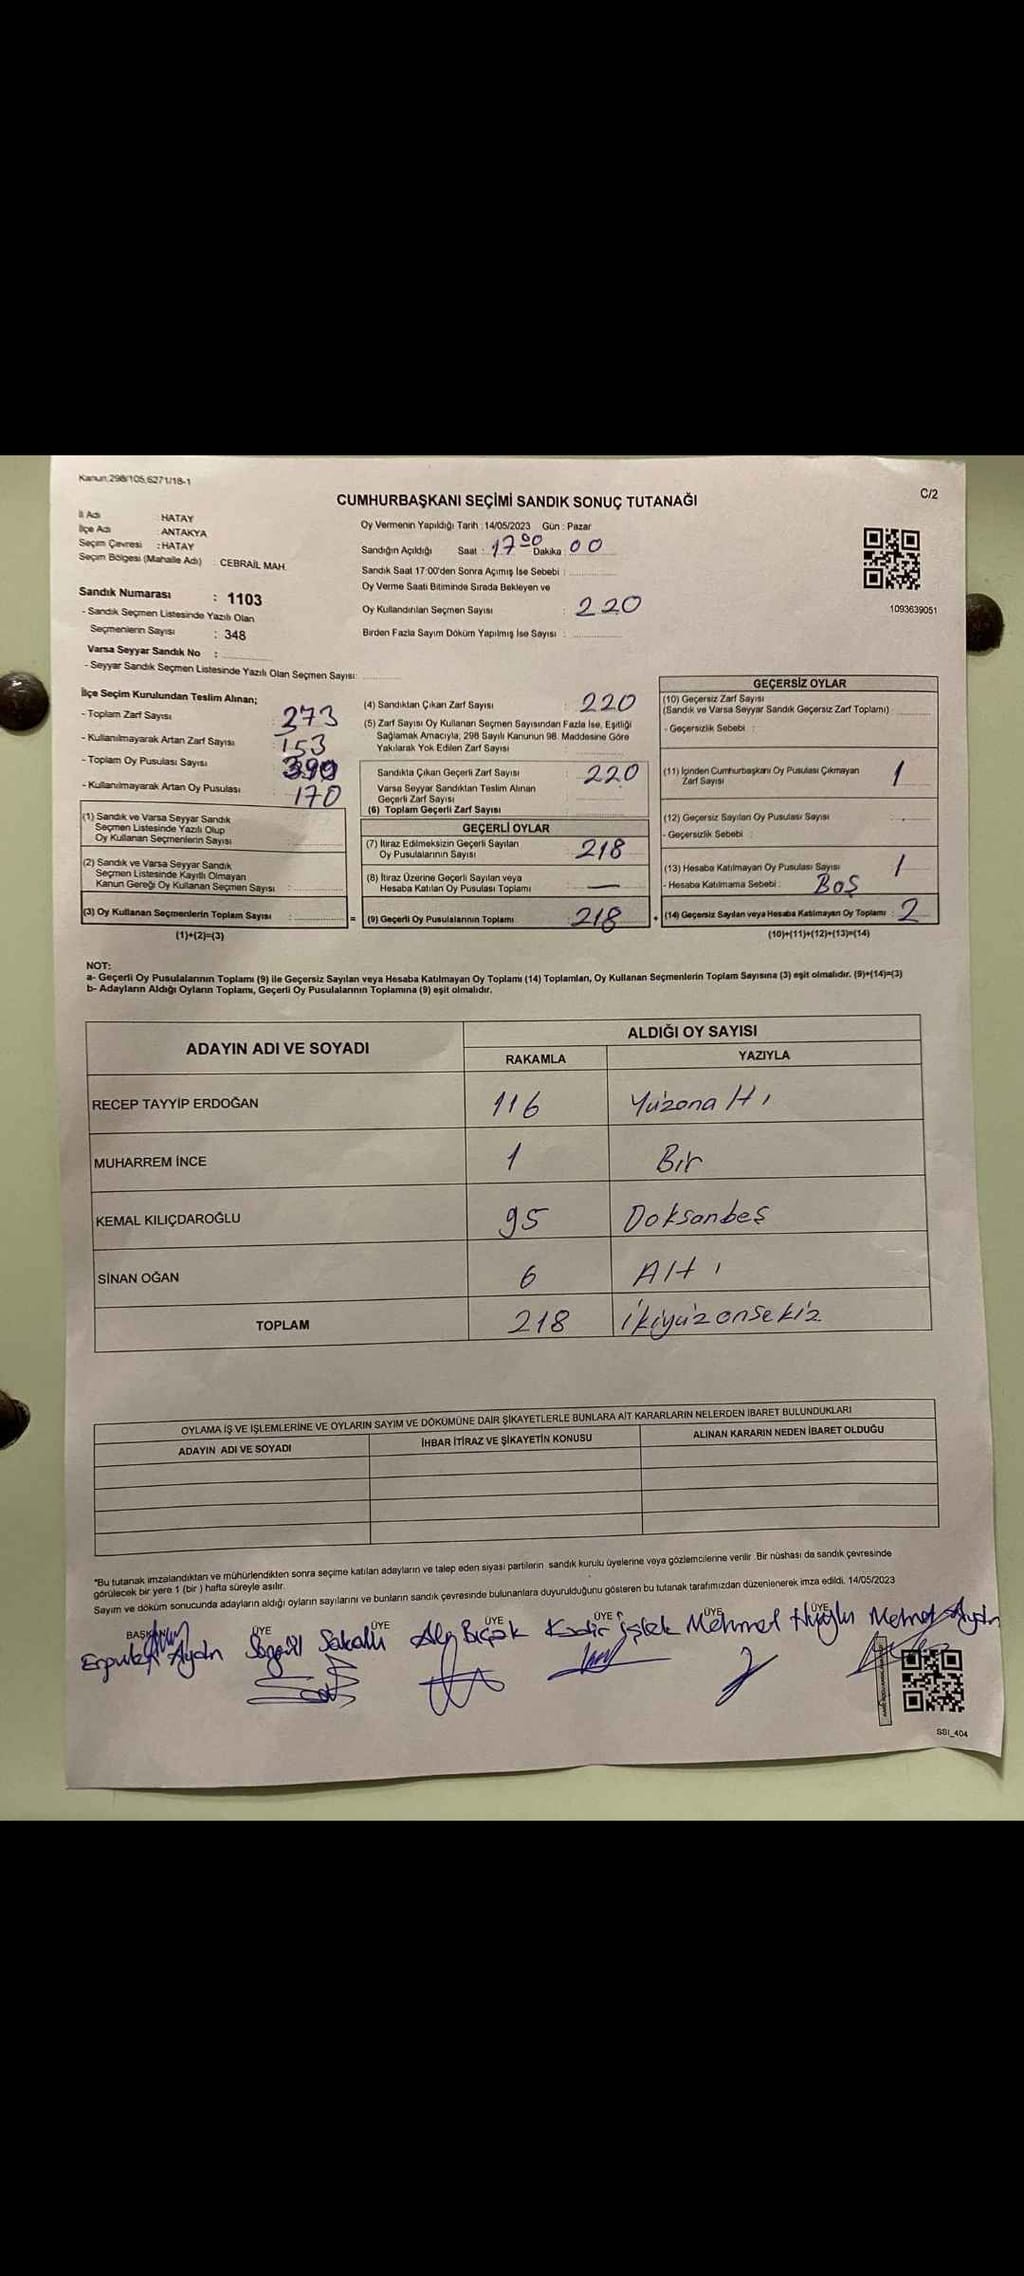 Kanun:298/105,6271/18-1
C/2
CUMHURBAŞKANI SEÇİMİ SANDIK SONUÇ TUTANAĞI
İl Adı : HATAY
İlçe Adı : ANTAKYA
Seçim Çevresi : HATAY
Seçim Bölgesi (Mahalle Adı) : CEBRAİL MAH.
Sandık Numarası : 1103
- Sandık Seçmen Listesinde Yazılı Olan
Seçmenlerin Sayısı : 348
Varsa Seyyar Sandık No :
- Seyyar Sandık Seçmen Listesinde Yazılı Olan Seçmen Sayısı:
Oy Vermenin Yapıldığı Tarih : 14/05/2023 Gün : Pazar
Sandığın Açıldığı Saat : 17 00 Dakika 00
Sandık Saat 17:00'den Sonra Açımış İse Sebebi :
Oy Verme Saati Bitiminde Sırada Bekleyen ve
Oy Kullandırılan Seçmen Sayısı : 220
Birden Fazla Sayım Döküm Yapılmış İse Sayısı :
1093639051
İlçe Seçim Kurulundan Teslim Alınan;
- Toplam Zarf Sayısı 273
- Kullanılmayarak Artan Zarf Sayısı 153
- Toplam Oy Pusulası Sayısı
- Kullanılmayarak Artan Oy Pusulası 170
(1) Sandık ve Varsa Seyyar Sandık
Seçmen Listesinde Yazılı Olup
Oy Kullanan Seçmenlerin Sayısı :
(2) Sandık ve Varsa Seyyar Sandık
Seçmen Listesinde Kayıtlı Olmayan
Kanun Gereği Oy Kullanan Seçmen Sayısı :
(3) Oy Kullanan Seçmenlerin Toplam Sayısı : =
(1)+(2)=(3)
(4) Sandıktan Çıkan Zarf Sayısı : 220
(5) Zarf Sayısı Oy Kullanan Seçmen Sayısından Fazla İse, Eşitliği
Sağlamak Amacıyla, 298 Sayılı Kanunun 98. Maddesine Göre
Yakılarak Yok Edilen Zarf Sayısı :
Sandıkta Çıkan Geçerli Zarf Sayısı : 220
Varsa Seyyar Sandıktan Teslim Alınan
Geçerli Zarf Sayısı :
(6) Toplam Geçerli Zarf Sayısı
GEÇERLİ OYLAR
(7) İtiraz Edilmeksizin Geçerli Sayılan
Oy Pusulalarının Sayısı : 218
(8) İtiraz Üzerine Geçerli Sayılan veya
Hesaba Katılan Oy Pusulası Toplamı : —
(9) Geçerli Oy Pusulalarının Toplamı 218 +
GEÇERSİZ OYLAR
(10) Geçersiz Zarf Sayısı
(Sandık ve Varsa Seyyar Sandık Geçersiz Zarf Toplamı) :
- Geçersizlik Sebebi :
(11) İçinden Cumhurbaşkanı Oy Pusulası Çıkmayan
Zarf Sayısı 1
(12) Geçersiz Sayılan Oy Pusulası Sayısı
- Geçersizlik Sebebi :
(13) Hesaba Katılmayan Oy Pusulası Sayısı 1
- Hesaba Katılmama Sebebi : BOŞ
(14) Geçersiz Sayılan veya Hesaba Katılmayan Oy Toplamı : 2
(10)+(11)+(12)+(13)=(14)
NOT:
a- Geçerli Oy Pusulalarının Toplamı (9) ile Geçersiz Sayılan veya Hesaba Katılmayan Oy Toplamı (14) Toplamları, Oy Kullanan Seçmenlerin Toplam Sayısına (3) eşit olmalıdır. (9)+(14)=(3)
b- Adayların Aldığı Oyların Toplamı, Geçerli Oy Pusulalarının Toplamına (9) eşit olmalıdır.
ADAYIN ADI VE SOYADI
ALDIĞI OY SAYISI
RAKAMLA YAZIYLA
RECEP TAYYİP ERDOĞAN 116 Yüzonaltı
MUHARREM İNCE 1 Bir
KEMAL KILIÇDAROĞLU 95 Doksanbeş
SİNAN OĞAN 6 Altı
TOPLAM 218 ikiyüzonsekiz
OYLAMA İŞ VE İŞLEMLERİNE VE OYLARIN SAYIM VE DÖKÜMÜNE DAİR ŞİKAYETLERLE BUNLARA AİT KARARLARIN NELERDEN İBARET BULUNDUKLARI
ADAYIN ADI VE SOYADI İHBAR İTİRAZ VE ŞİKAYETİN KONUSU ALINAN KARARIN NEDEN İBARET OLDUĞU
*Bu tutanak imzalandıktan ve mühürlendikten sonra seçime katılan adayların ve talep eden siyasi partilerin sandık kurulu üyelerine veya gözlemcilerine verilir. Bir nüshası da sandık çevresinde
görülecek bir yere 1 (bir ) hafta süreyle asılır.
Sayım ve döküm sonucunda adayların aldığı oyların sayılarını ve bunların sandık çevresinde bulunanlara duyurulduğunu gösteren bu tutanak tarafımızdan düzenlenerek imza edildi. 14/05/2023
BAŞKAN ÜYE ÜYE ÜYE ÜYE ÜYE ÜYE
Aydın Alp Bıçak Kadir İşlek Mehmet Mehmet Aydın
SSI_404